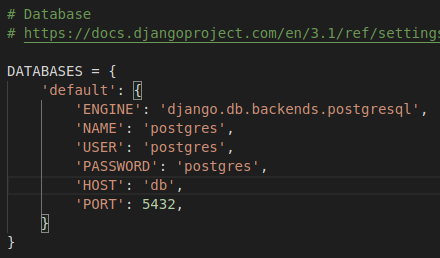 # Database
# https://docs.djangoproject.com/en/3.1/ref/settings
DATABASES = {
    'default': {
        'ENGINE': 'django.db.backends.postgresql',
        'NAME': 'postgres',
        'USER': 'postgres',
        'PASSWORD': 'postgres',
        'HOST': 'db',
        'PORT': 5432,
    }
}